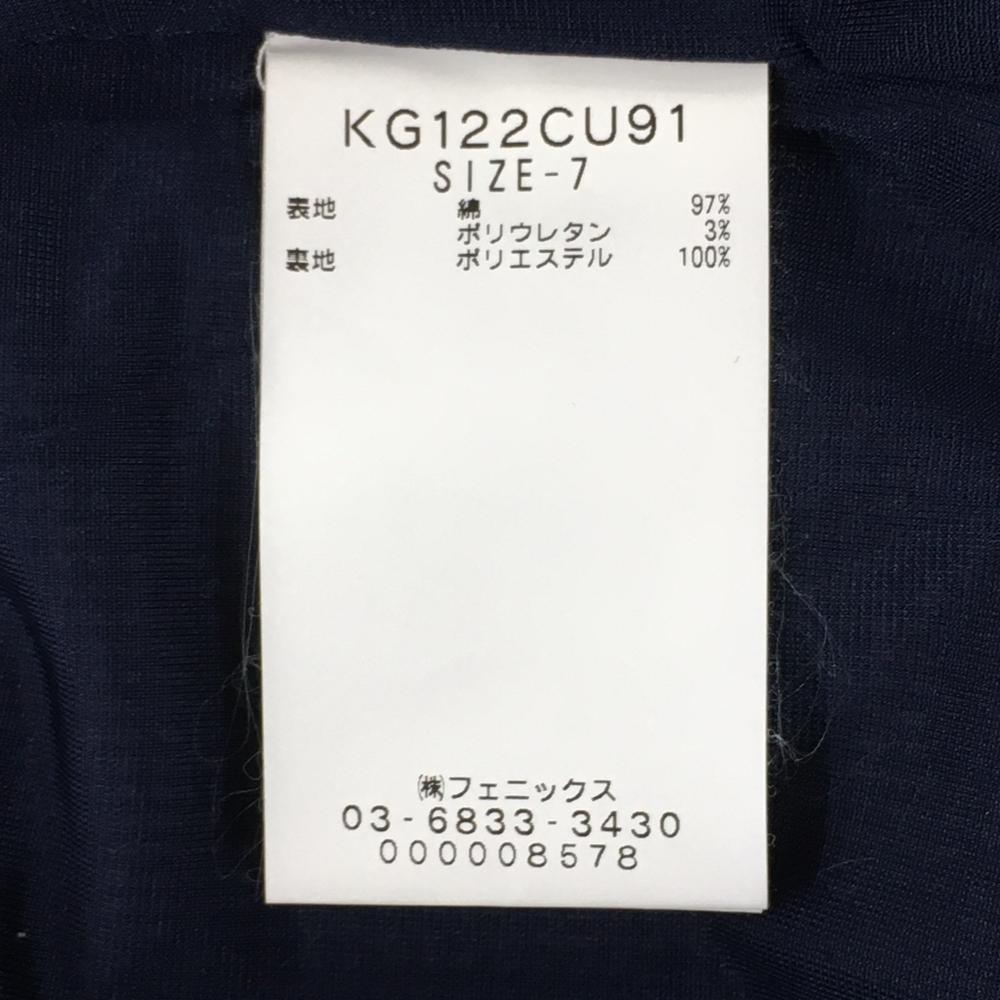 KG122CU91
SIZE-7
表地 綿 97%
ポリウレタン 3%
裏地 ポリエステル 100%
㈱フェニックス
03-6833-3430
000008578